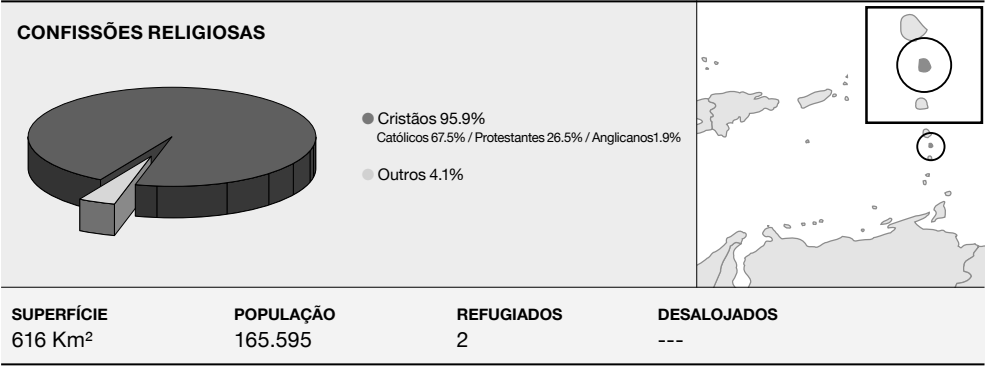 CONFISSÕES RELIGIOSAS
Cristãos 95.9%
Católicos 67.5% / Protestantes 26.5% / Anglicanos1.9%
Outros 4.1%
SUPERFÍCIE
616 Km²
POPULAÇÃO
165.595
REFUGIADOS
2
DESALOJADOS
---